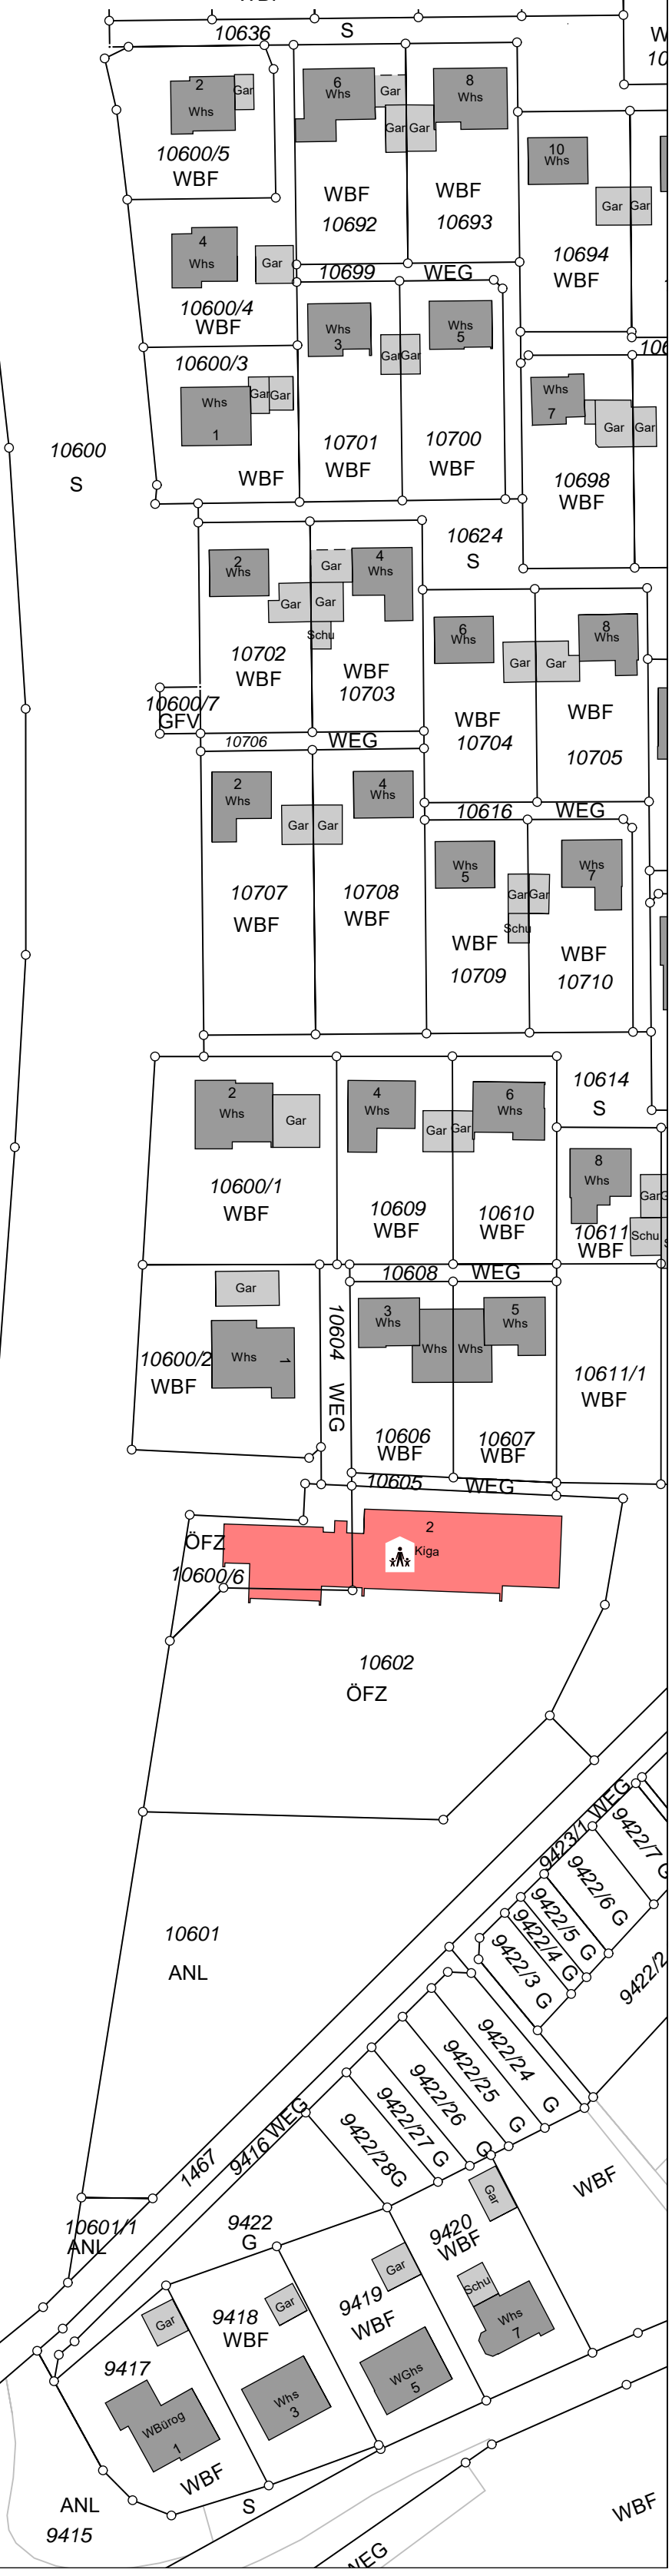 10636
S
W
2
Gar
Whs
10600/5
WBF
6
Whs
Gar
8
Whs
Gar
Gar
WBF
10692
WBF
10693
10
Whs
Gar
Gar
10694
WBF
4
Whs
Gar
10600/4
WBF
10699
WEG
10600/3
Gar
Gar
Whs
1
WBF
Whs
3
Gar
Gar
Whs
5
10701
WBF
10700
WBF
Whs
7
Gar
Gar
10698
WBF
10600
S
10624
S
2
Whs
Gar
Gar
Gar
4
Whs
Schu
10702
WBF
WBF
10703
6
Whs
Gar
Gar
8
Whs
WBF
10704
WBF
10705
10600/7
GFV
10706
WEG
2
Whs
Gar
Gar
4
Whs
10707
WBF
10708
WBF
10616
WEG
Whs
5
Gar
Gar
Schu
Whs
7
WBF
10709
WBF
10710
10614
S
2
Whs
Gar
10600/1
WBF
4
Whs
Gar
Gar
6
Whs
10609
WBF
10610
WBF
8
Whs
Gar
Schu
10611
WBF
10608
WEG
Gar
Whs
1
10600/2
WBF
10604
WEG
3
Whs
Whs
Whs
5
Whs
10606
WBF
10607
WBF
10611/1
WBF
10605
WEG
ÖFZ
10600/6
2
Kiga
10602
ÖFZ
10601
ANL
9423/1 WEG
9422/7 G
9422/6 G
9422/5 G
9422/4 G
9422/3 G
9422/2
9422/24 G
9422/25 G
9422/26 G
9422/27 G
9422/28 G
1467
9416 WEG
10601/1
ANL
9422
G
9420
WBF
Gar
Schu
Whs
7
WBF
9419
WBF
Gar
WGhs
5
9418
WBF
Gar
Whs
3
9417
Gar
WBürog
1
WBF
S
ANL
9415
WBF
WEG